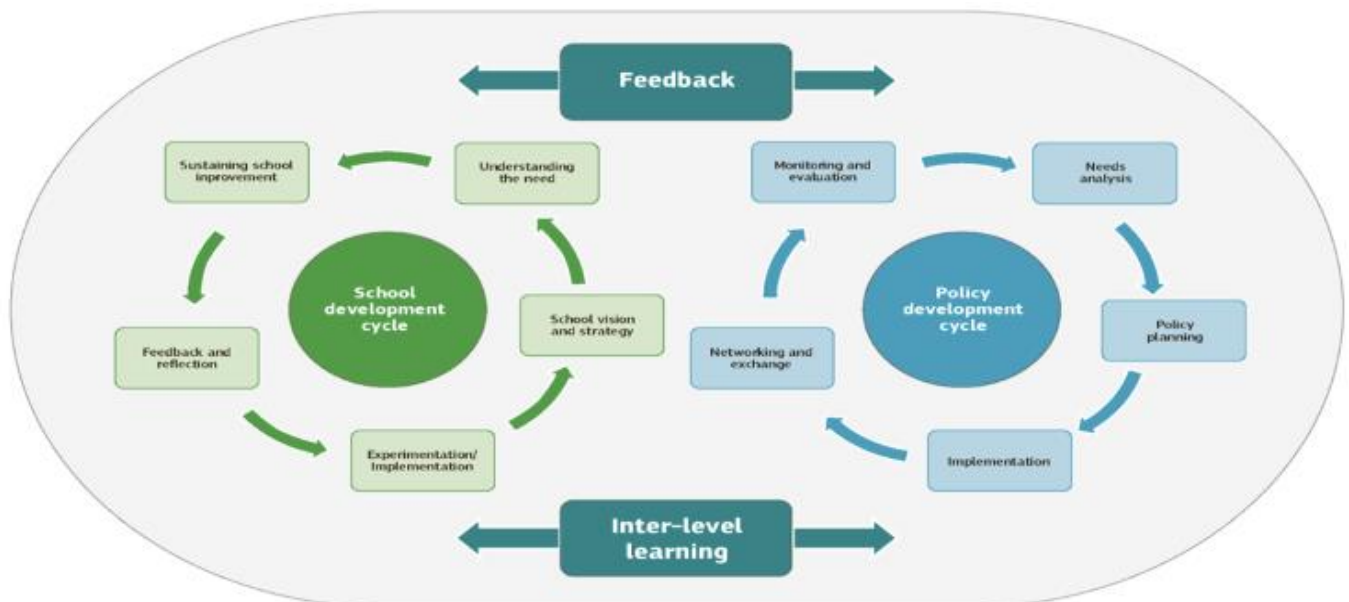 Feedback
Sustaining school
inprovement
Understanding
the need
Monitoring and
evaluation
Needs
analysis
School
development
cycle
Policy
development
cycle
School vision
and strategy
Policy
planning
Feedback and
reflection
Networking and
exchange
Experimentation/
Implementation
Implementation
Inter-level
learning